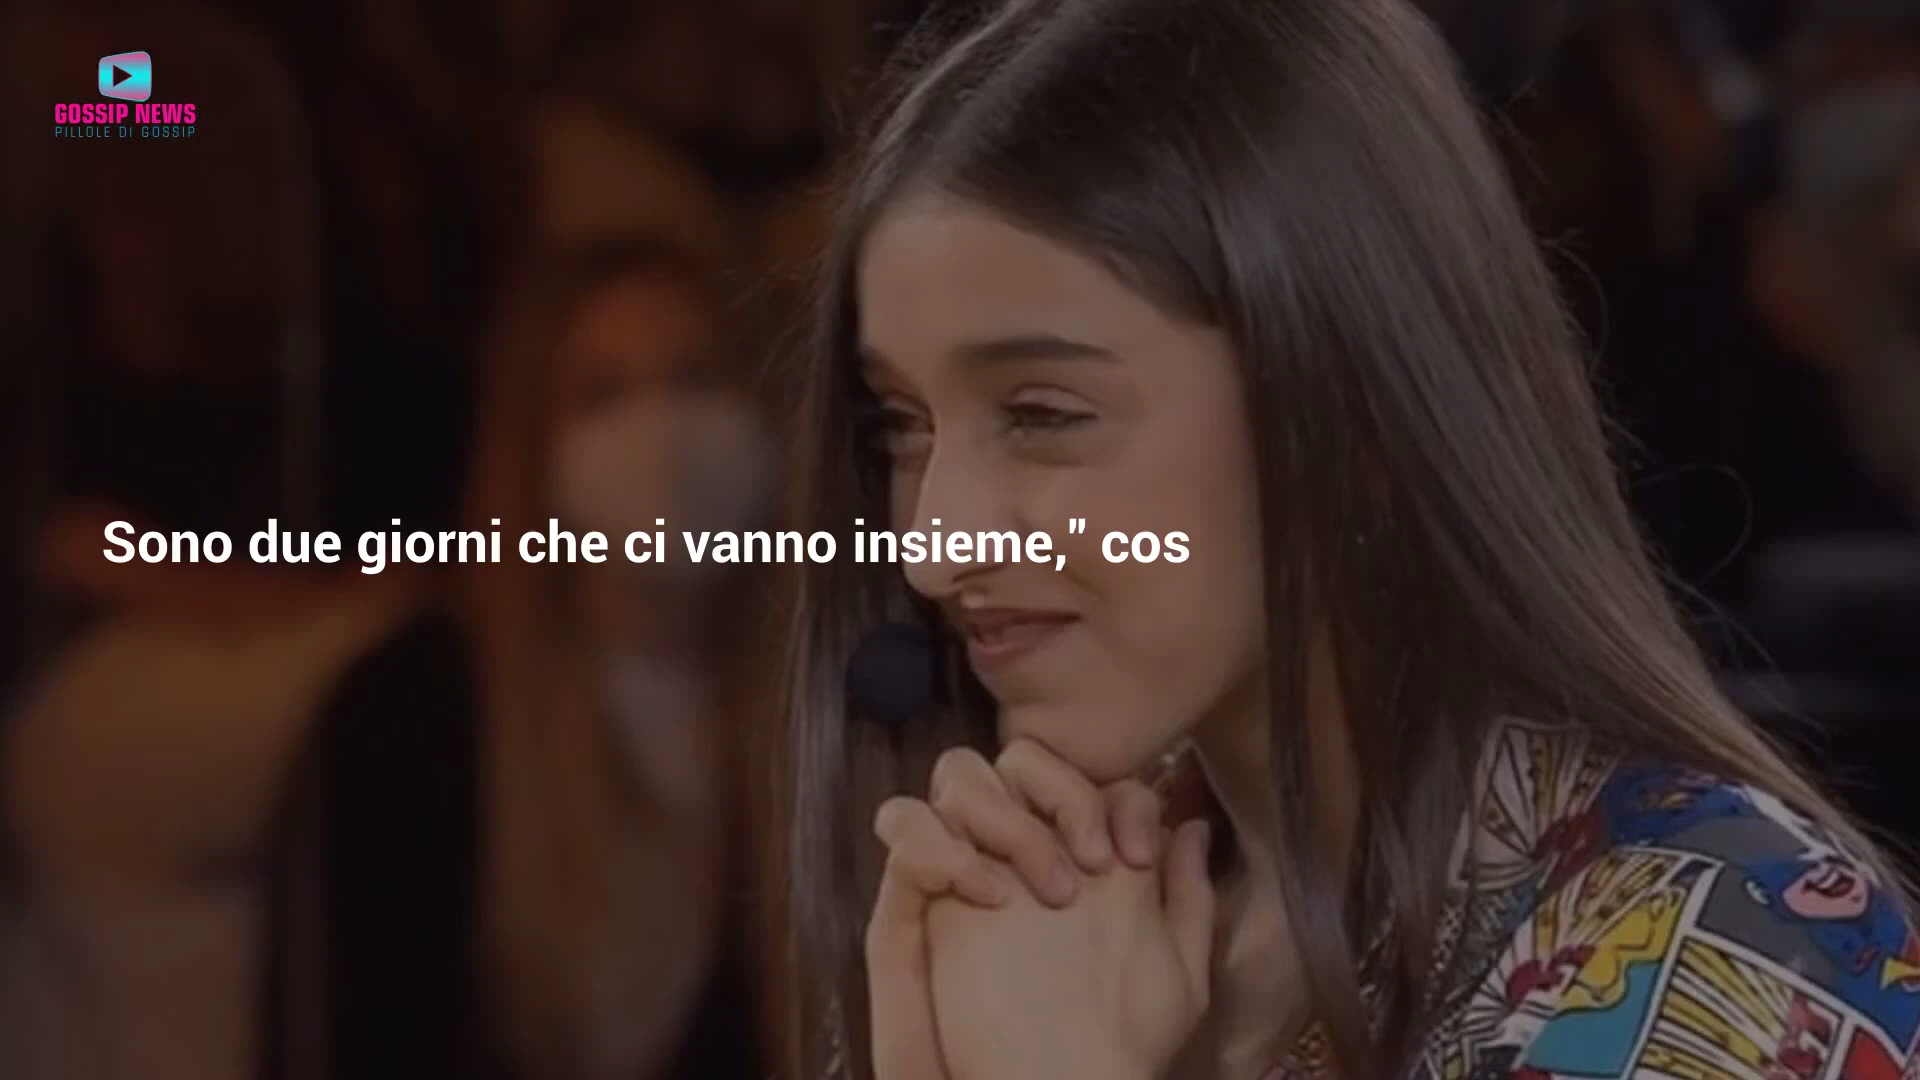 GOSSIP NEWS
PILLOLE DI GOSSIP
Sono due giorni che ci vanno insieme," cos